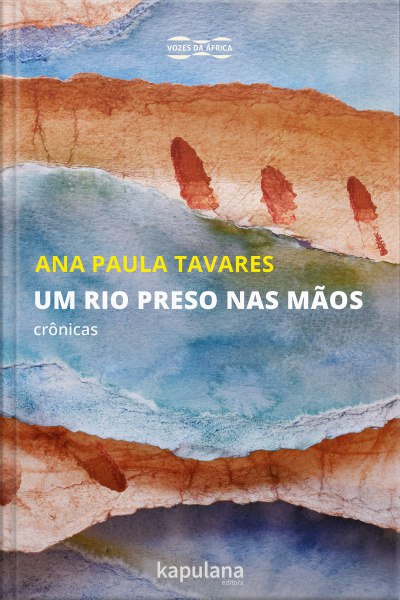 VOZES DA ÁFRICA
ANA PAULA TAVARES
UM RIO PRESO NAS MÃOS
crônicas
kapulana
editora